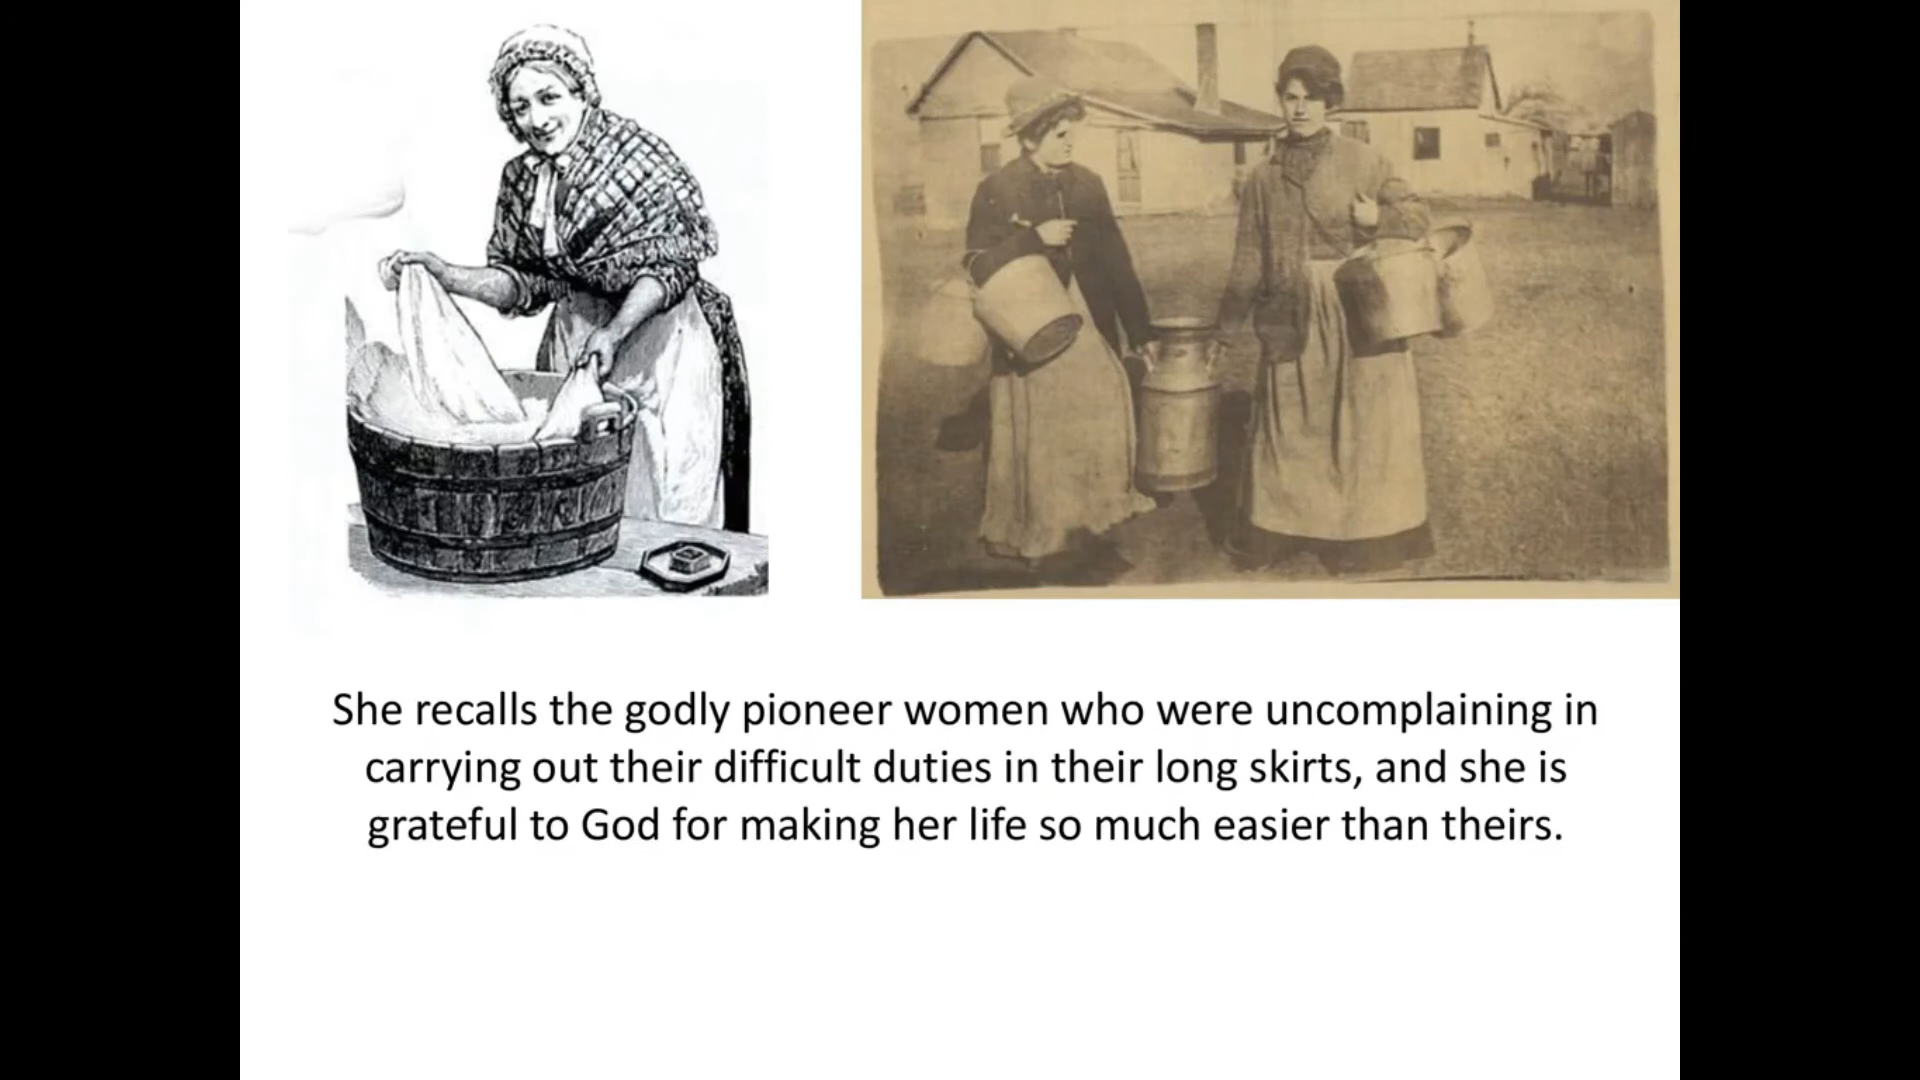 She recalls the godly pioneer women who were uncomplaining in
carrying out their difficult duties in their long skirts, and she is
grateful to God for making her life so much easier than theirs.